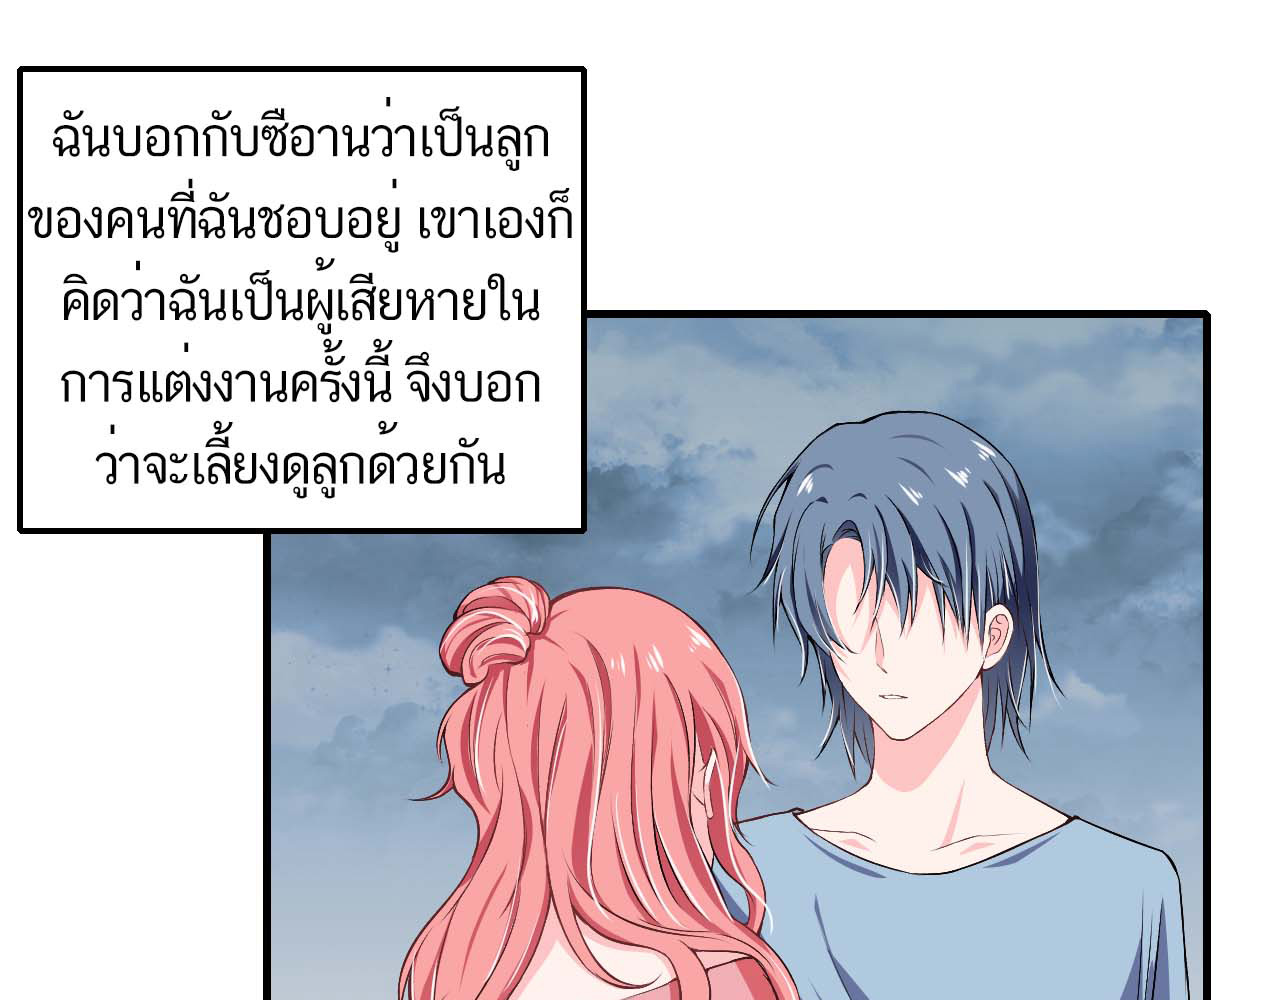 ฉันบอกกับซือานว่าเป็นลูก
ของคนที่ฉันชอบอยู่ เขาเองก็
คิดว่าฉันเป็นผู้เสียหายใน
การแต่งงานครั้งนี้ จึงบอก
ว่าจะเลี้ยงดูลูกด้วยกัน